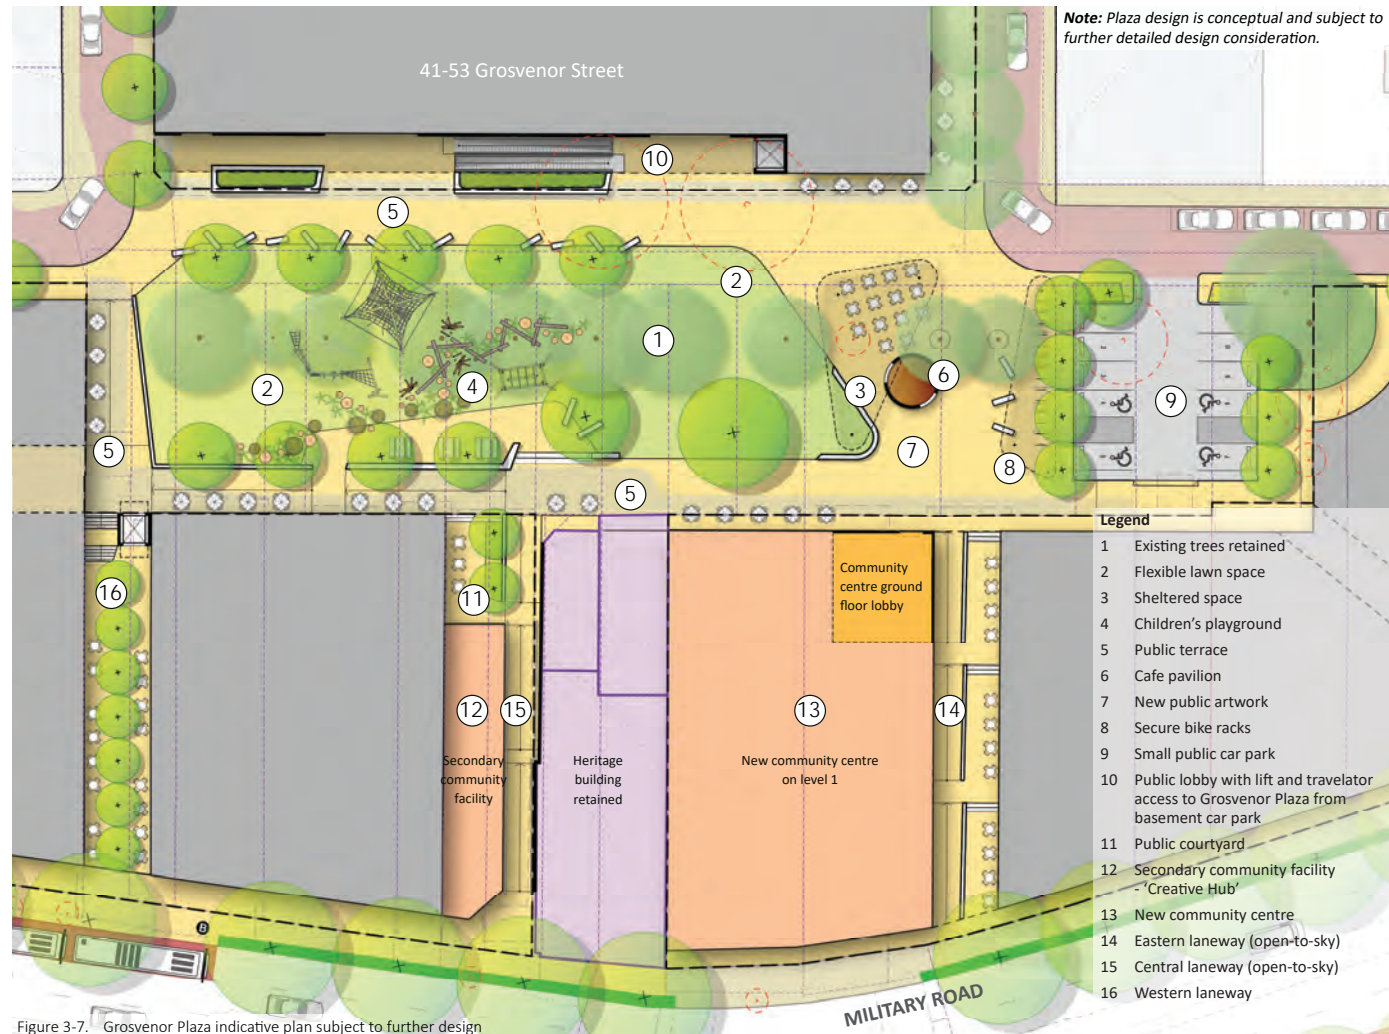 Note: Plaza design is conceptual and subject to
further detailed design consideration.
41-53 Grosvenor Street
10
5
2
1
3
6
4
2
9
5
7
8
5
16
11
12
15
13
14
Community
centre ground
floor lobby
Secondary
community
facility
Heritage
building
retained
New community centre
on level 1
B
MILITARY ROAD
Legend
1 Existing trees retained
2 Flexible lawn space
3 Sheltered space
4 Children's playground
5 Public terrace
6 Cafe pavilion
7 New public artwork
8 Secure bike racks
9 Small public car park
10 Public lobby with lift and travelator
access to Grosvenor Plaza from
basement car park
11 Public courtyard
12 Secondary community facility
- 'Creative Hub'
13 New community centre
14 Eastern laneway (open-to-sky)
15 Central laneway (open-to-sky)
16 Western laneway
Figure 3-7. Grosvenor Plaza indicative plan subject to further design